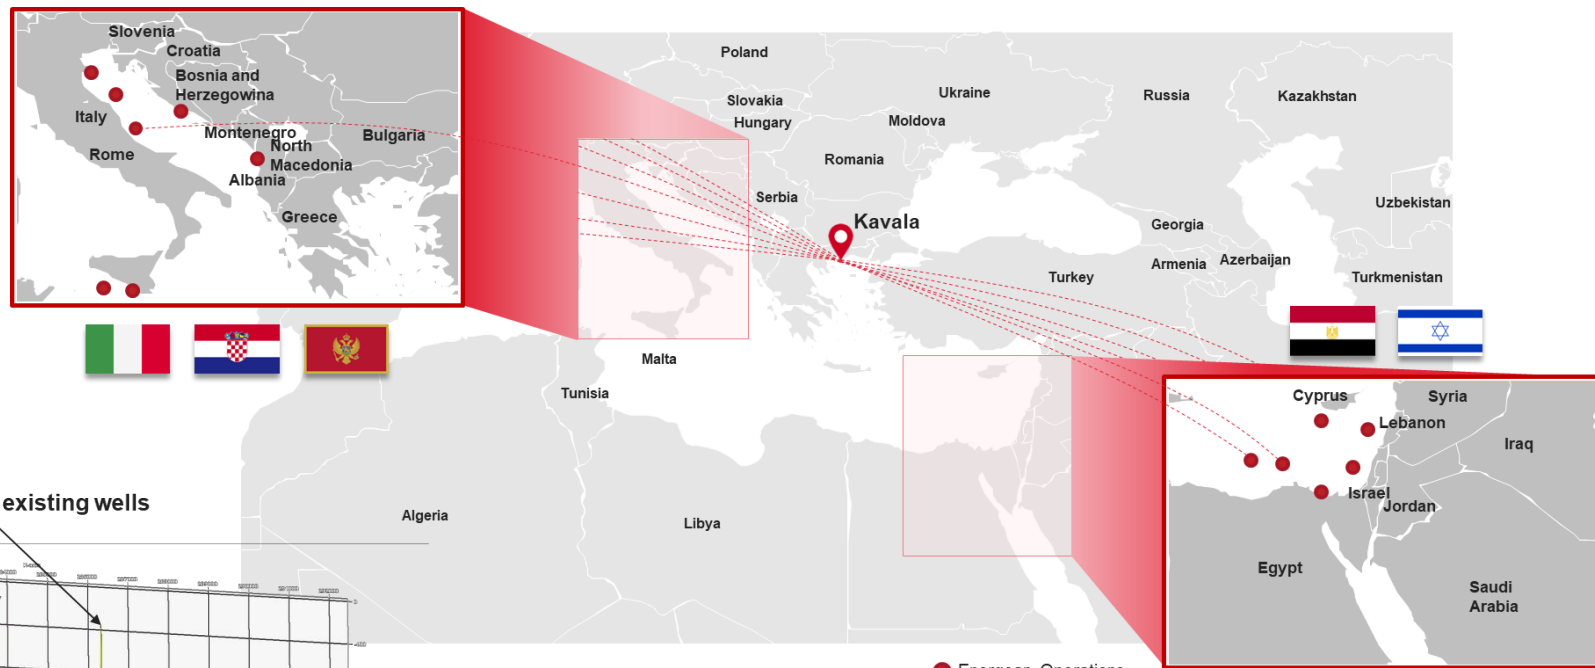 Slovenia
Croatia
Bosnia and
Herzegowina
Italy
Montenegro
Bulgaria
North
Macedonia
Rome
Albania
Greece
Poland
Slovakia
Hungary
Ukraine
Moldova
Romania
Serbia
Russia
Kazakhstan
Uzbekistan
Kavala
Georgia
Armenia
Azerbaijan
Turkmenistan
Turkey
Malta
Tunisia
Algeria
Libya
Cyprus
Syria
Lebanon
Iraq
Israel
Jordan
Egypt
Saudi
Arabia
existing wells
Energean Operations